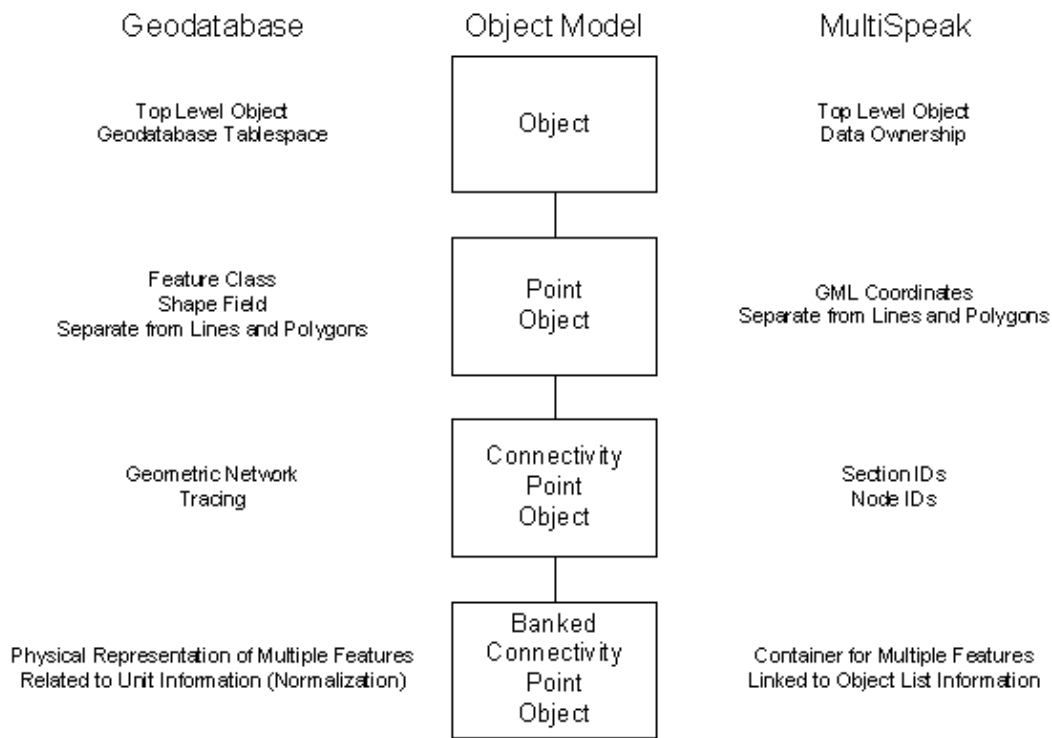 Geodatabase
Object Model
MultiSpeak
Top Level Object
Geodatabase Tablespace
Object
Top Level Object
Data Ownership
Feature Class
Shape Field
Separate from Lines and Polygons
Point
Object
GML Coordinates
Separate from Lines and Polygons
Geometric Network
Tracing
Connectivity
Point
Object
Section IDs
Node IDs
Physical Representation of Multiple Features
Related to Unit Information (Normalization)
Banked
Connectivity
Point
Object
Container for Multiple Features
Linked to Object List Information